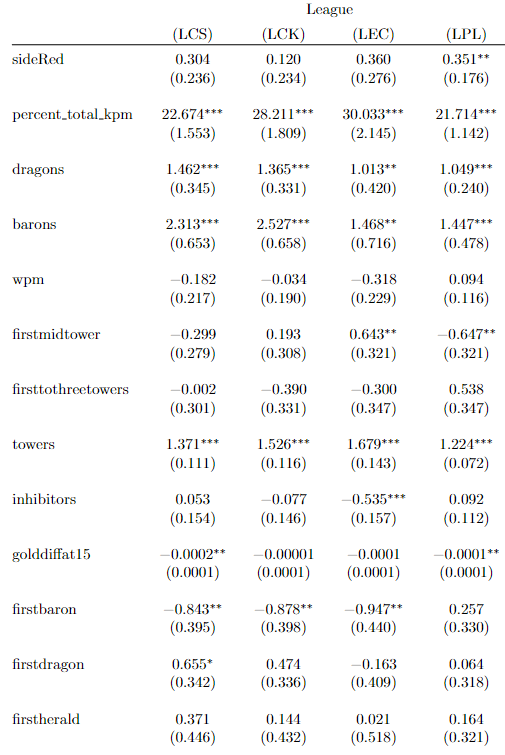 League
(LCS) (LCK) (LEC) (LPL)
sideRed 0.304 0.120 0.360 0.351**
(0.236) (0.234) (0.276) (0.176)
percent_total_kpm 22.674*** 28.211*** 30.033*** 21.714***
(1.553) (1.809) (2.145) (1.142)
dragons 1.462*** 1.365*** 1.013** 1.049***
(0.345) (0.331) (0.420) (0.240)
barons 2.313*** 2.527*** 1.468** 1.447***
(0.653) (0.658) (0.716) (0.478)
wpm −0.182 −0.034 −0.318 0.094
(0.217) (0.190) (0.229) (0.116)
firstmidtower −0.299 0.193 0.643** −0.647**
(0.279) (0.308) (0.321) (0.321)
firsttothreetowers −0.002 −0.390 −0.300 0.538
(0.301) (0.331) (0.347) (0.347)
towers 1.371*** 1.526*** 1.679*** 1.224***
(0.111) (0.116) (0.143) (0.072)
inhibitors 0.053 −0.077 −0.535*** 0.092
(0.154) (0.146) (0.157) (0.112)
golddiffat15 −0.0002** −0.00001 −0.0001 −0.0001**
(0.0001) (0.0001) (0.0001) (0.0001)
firstbaron −0.843** −0.878** −0.947** 0.257
(0.395) (0.398) (0.440) (0.330)
firstdragon 0.655* 0.474 −0.163 0.064
(0.342) (0.336) (0.409) (0.318)
firstherald 0.371 0.144 0.021 0.164
(0.446) (0.432) (0.518) (0.321)